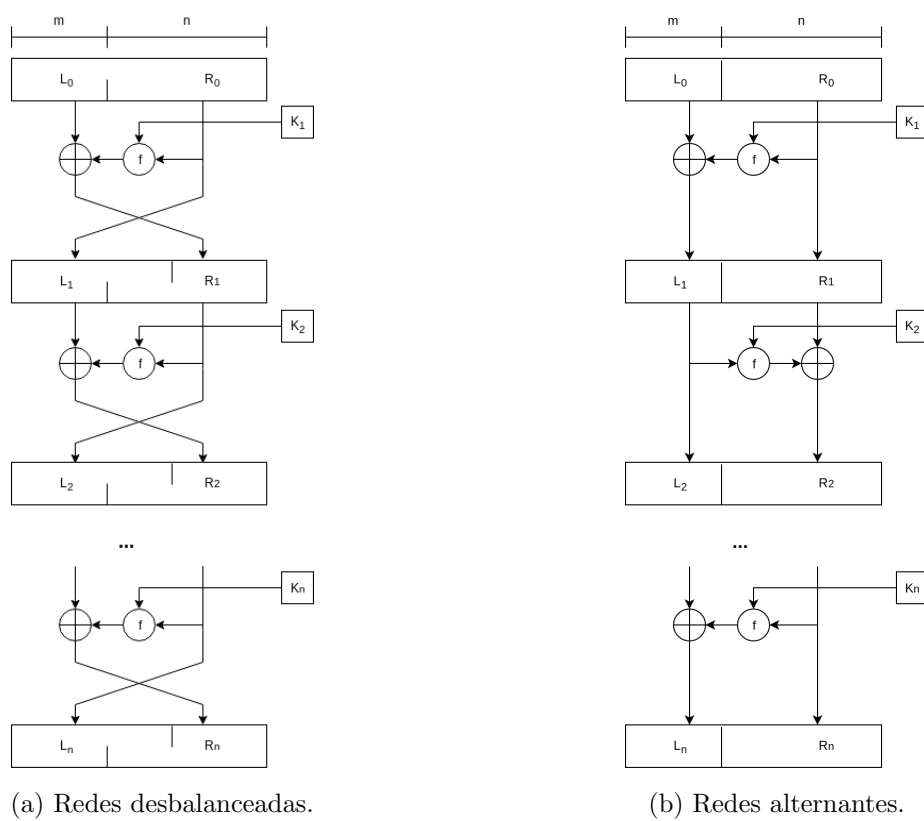 m n
L0 R0
K1
f
L1 R1
K2
f
L2 R2
...
Kn
f
Ln Rn
(a) Redes desbalanceadas.
m n
L0 R0
K1
f
L1 R1
K2
f
L2 R2
...
Kn
f
Ln Rn
(b) Redes alternantes.